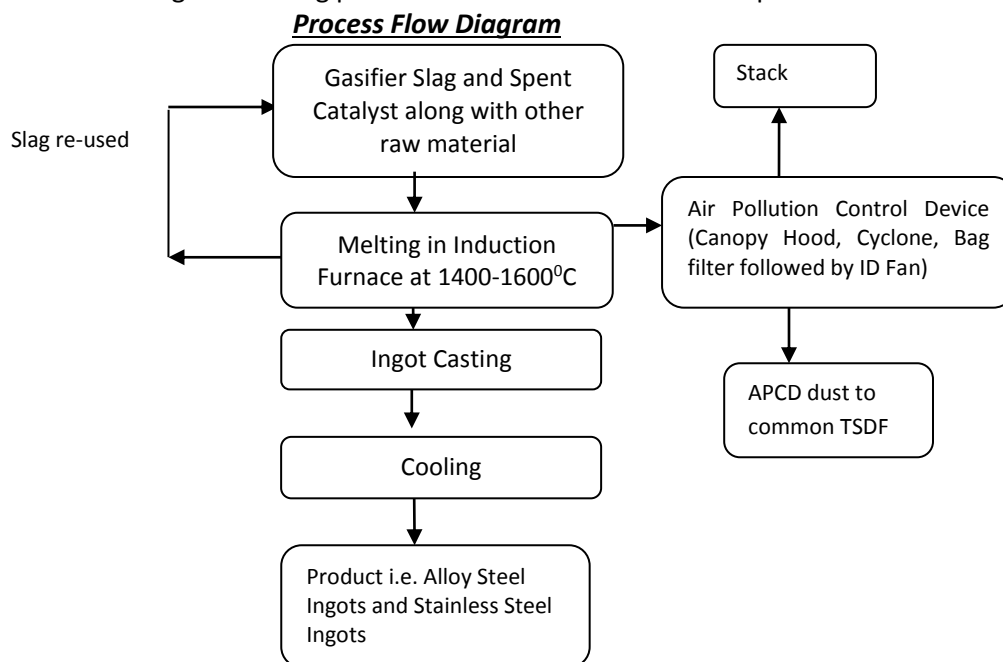 Process Flow Diagram
Gasifier Slag and Spent
Catalyst along with other
raw material
Stack
Slag re-used
Melting in Induction
Furnace at 1400-1600⁰C
Air Pollution Control Device
(Canopy Hood, Cyclone, Bag
filter followed by ID Fan)
Ingot Casting
APCD dust to
common TSDF
Cooling
Product i.e. Alloy Steel
Ingots and Stainless Steel
Ingots